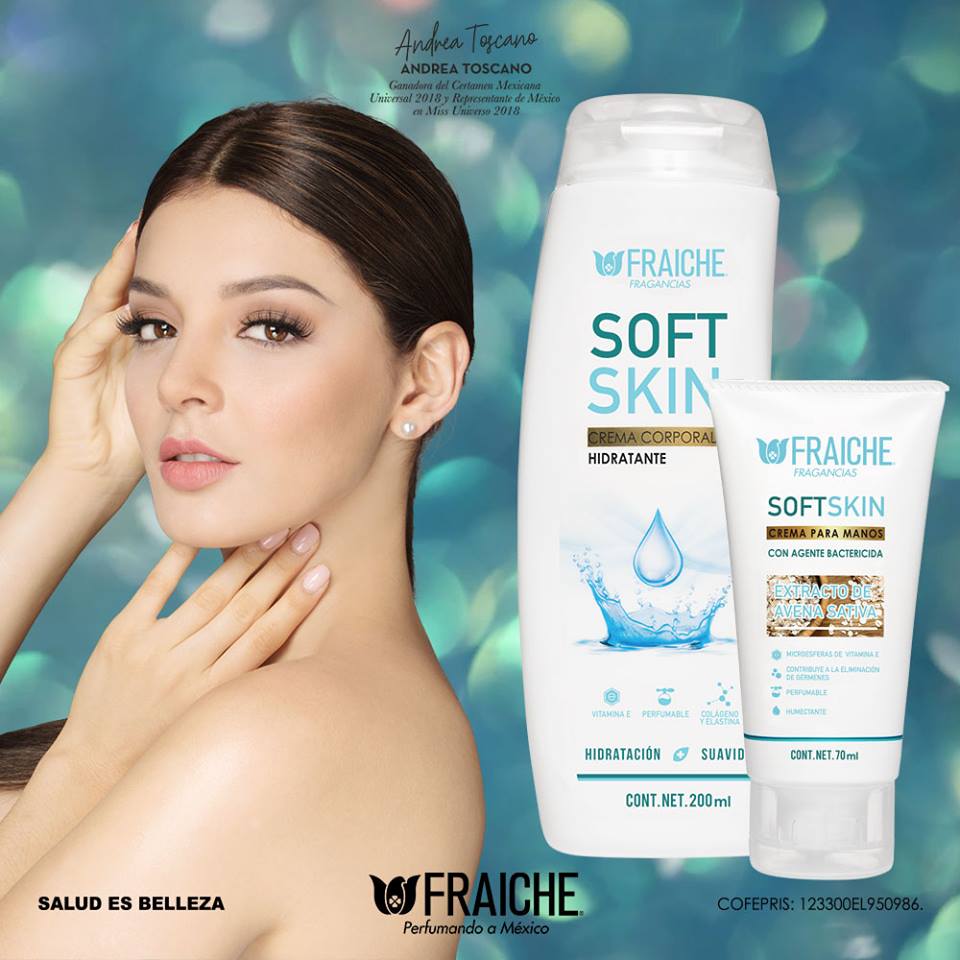 Andrea Toscano
ANDREA TOSCANO
Ganadora del Certamen Mexicana
Universal 2018 y Representante de México
en Miss Universo 2018
FRAICHE
FRAGANCIAS
SOFT
SKIN
CREMA CORPORAL
HIDRATANTE
VITAMINA E
PERFUMABLE
COLÁGENO
Y ELASTINA
HIDRATACIÓN
SUAVID
CONT.NET.200ml
FRAICHE
FRAGANCIAS
SOFTSKIN
CREMA PARA MANOS
CON AGENTE BACTERICIDA
EXTRACTO DE
AVENA SATIVA
MICROESFERAS DE VITAMINA E
CONTRIBUYE A LA ELIMINACIÓN
DE GÉRMENES
PERFUMABLE
HUMECTANTE
CONT.NET.70ml
SALUD ES BELLEZA
FRAICHE
Perfumando a México
COFEPRIS: 123300EL950986.